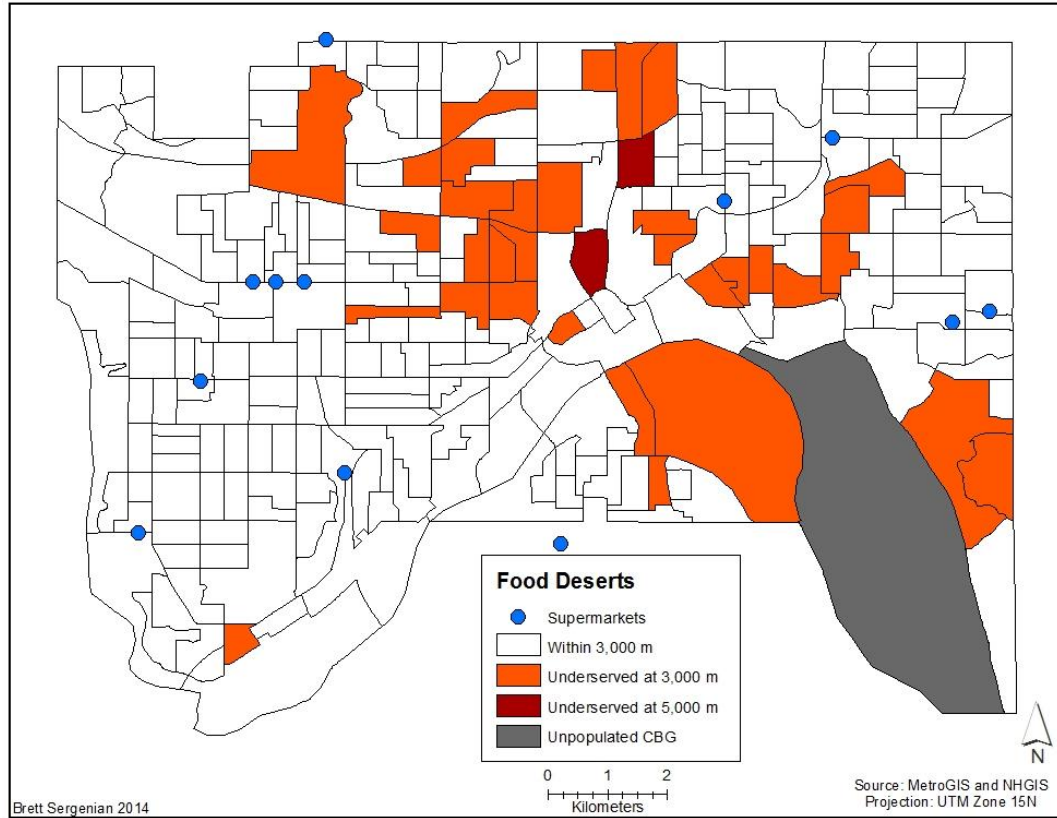 Food Deserts
Supermarkets
Within 3,000 m
Underserved at 3,000 m
Underserved at 5,000 m
Unpopulated CBG
0 1 2
Kilometers
N
Brett Sergenian 2014
Source: MetroGIS and NHGIS
Projection: UTM Zone 15N